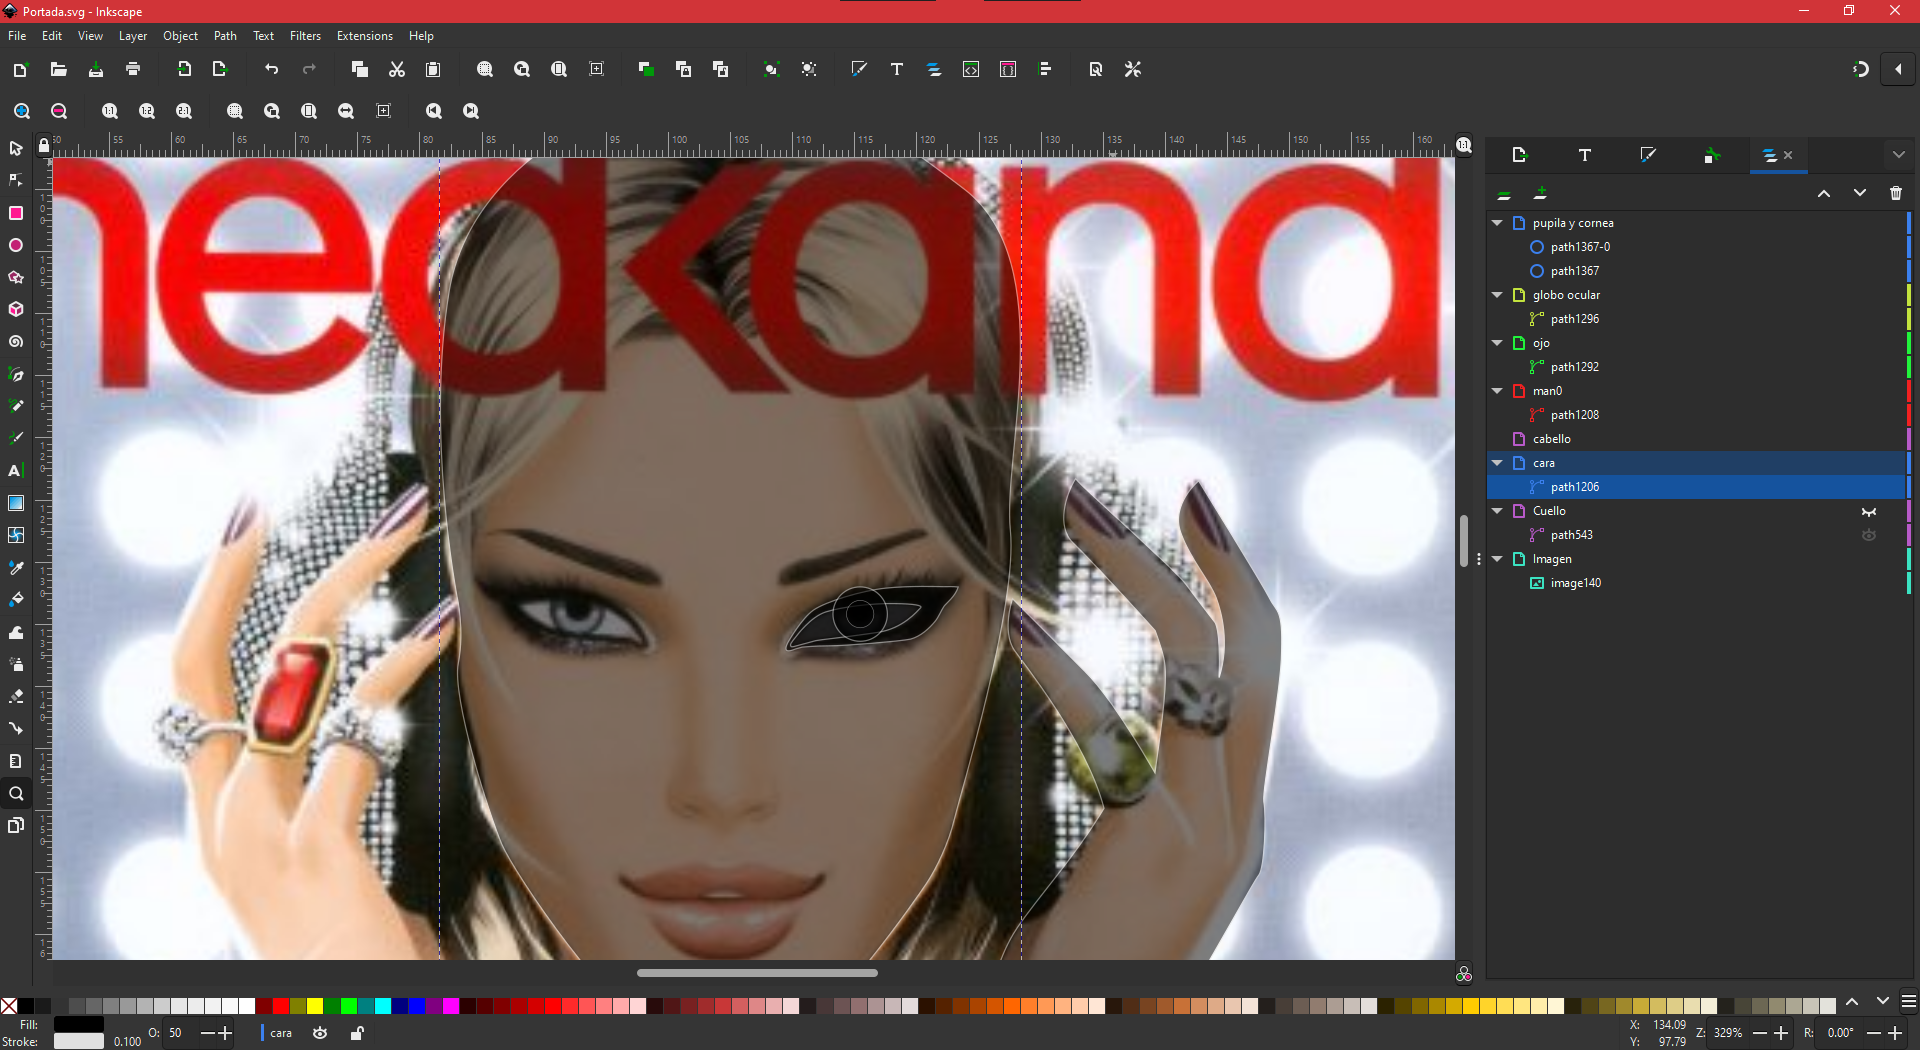 Portada.svg - Inkscape
File Edit View Layer Object Path Text Filters Extensions Help
55 60 65 70 75 80 85 90 95 100 105 110 115 120 125 130 135 140 145 150 155 160
nedkand
pupila y cornea
path1367-0
path1367
globo ocular
path1296
ojo
path1292
man0
path1208
cabello
cara
path1206
Cuello
path543
Imagen
image140
Fill:
Stroke: 0.100
O: 50
cara
X: 134.09
Y: 97.79
Z: 329%
R: 0.00°